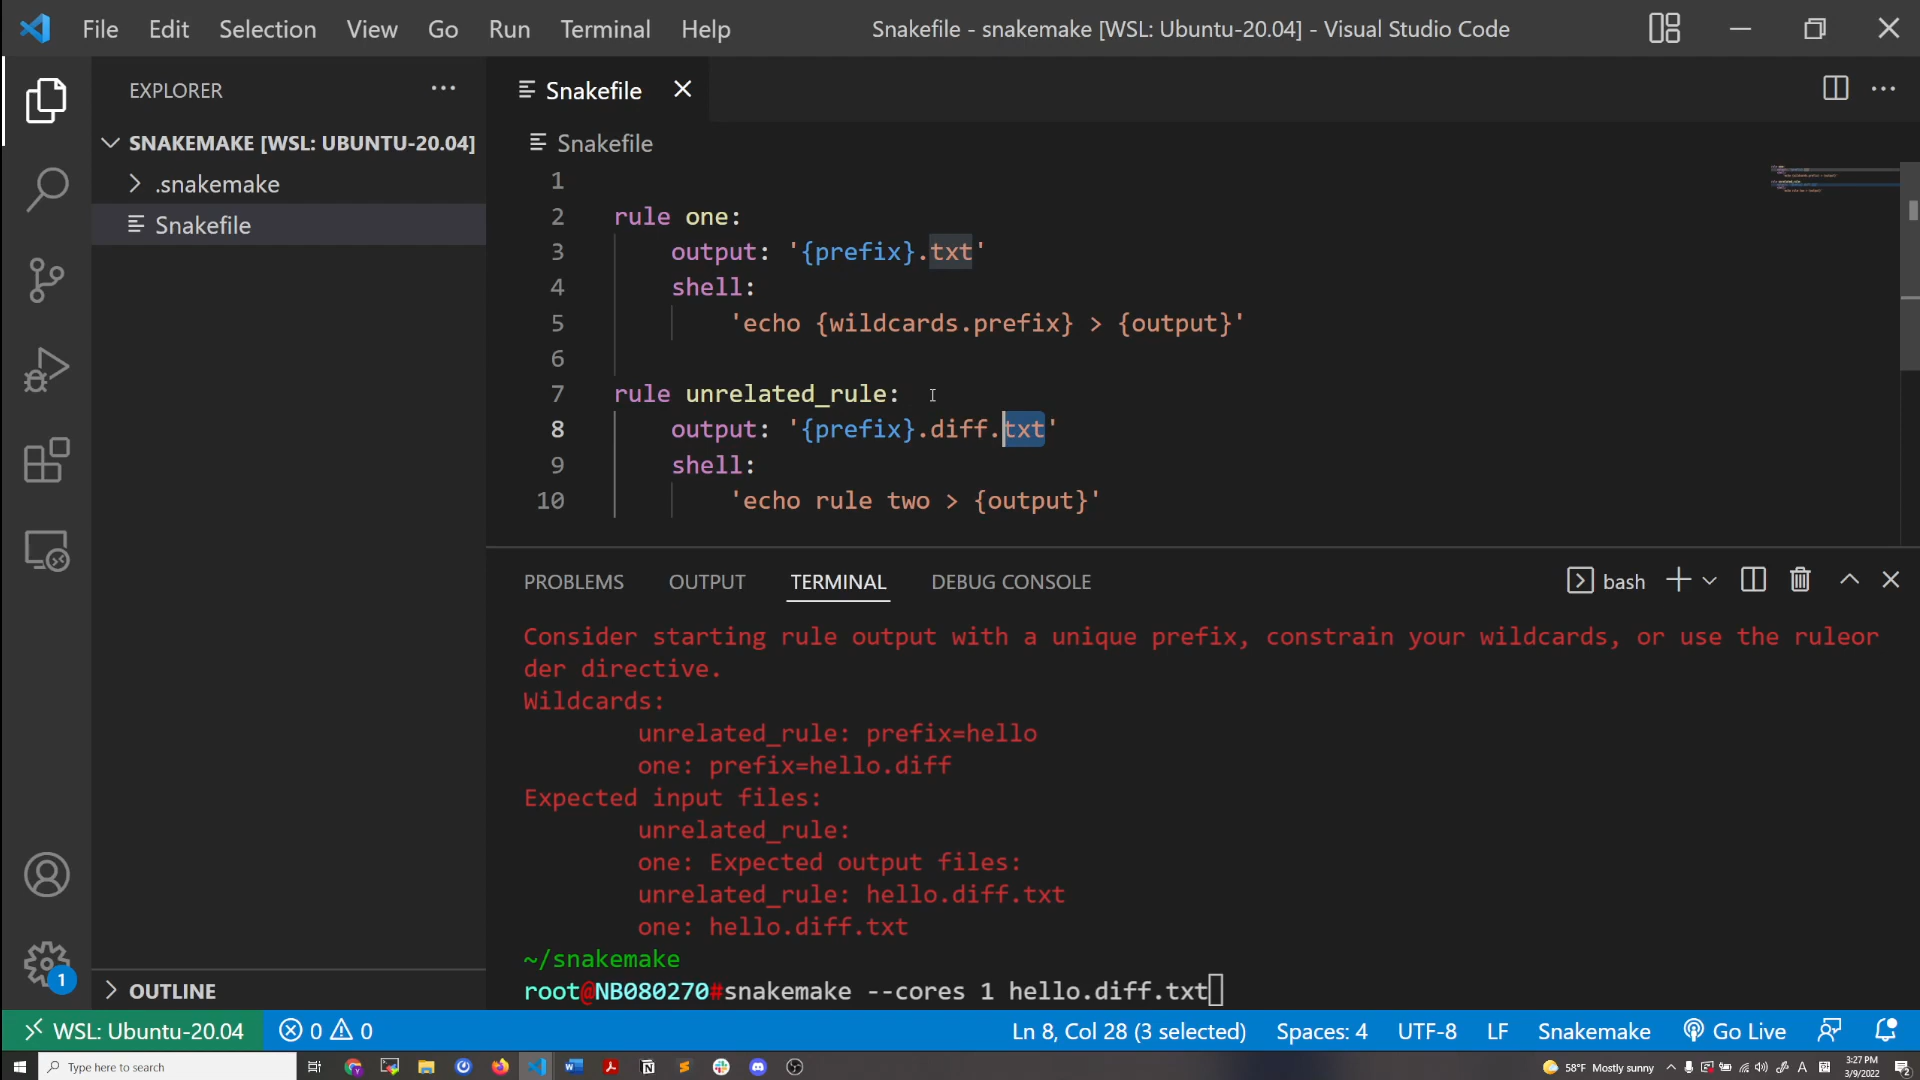 File Edit Selection View Go Run Terminal Help Snakefile - snakemake [WSL: Ubuntu-20.04] - Visual Studio Code
EXPLORER
SNAKEMAKE [WSL: UBUNTU-20.04]
.snakemake
Snakefile
OUTLINE
Snakefile
Snakefile
1
2 rule one:
3 output: '{prefix}.txt'
4 shell:
5 'echo {wildcards.prefix} > {output}'
6
7 rule unrelated_rule:
8 output: '{prefix}.diff.txt'
9 shell:
10 'echo rule two > {output}'
PROBLEMS OUTPUT TERMINAL DEBUG CONSOLE bash
Consider starting rule output with a unique prefix, constrain your wildcards, or use the ruleor
der directive.
Wildcards:
unrelated_rule: prefix=hello
one: prefix=hello.diff
Expected input files:
unrelated_rule:
one: Expected output files:
unrelated_rule: hello.diff.txt
one: hello.diff.txt
~/snakemake
root@NB080270#snakemake --cores 1 hello.diff.txt
1
WSL: Ubuntu-20.04 0 0 Ln 8, Col 28 (3 selected) Spaces: 4 UTF-8 LF Snakemake Go Live
Type here to search 58°F Mostly sunny 3:27 PM
3/9/2022